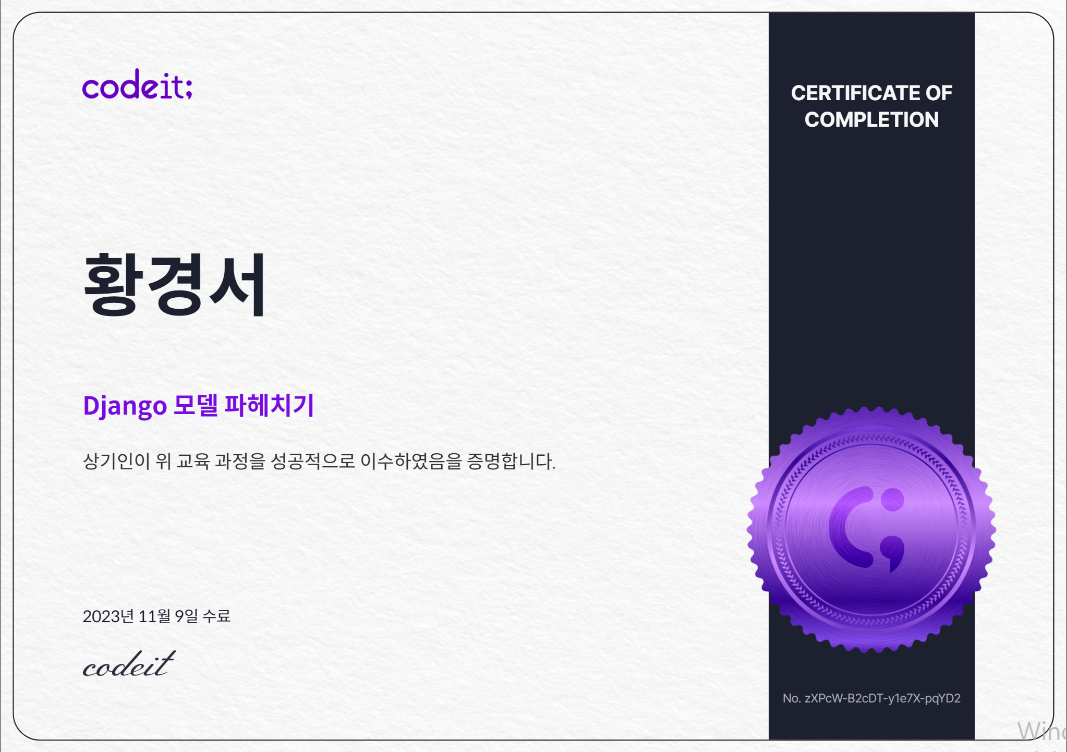 codeit;
CERTIFICATE OF
COMPLETION
황경서
Django 모델 파헤치기
상기인이 위 교육 과정을 성공적으로 이수하였음을 증명합니다.
2023년 11월 9일 수료
codeit
No. zXPcW-B2cDT-y1e7X-pqYD2